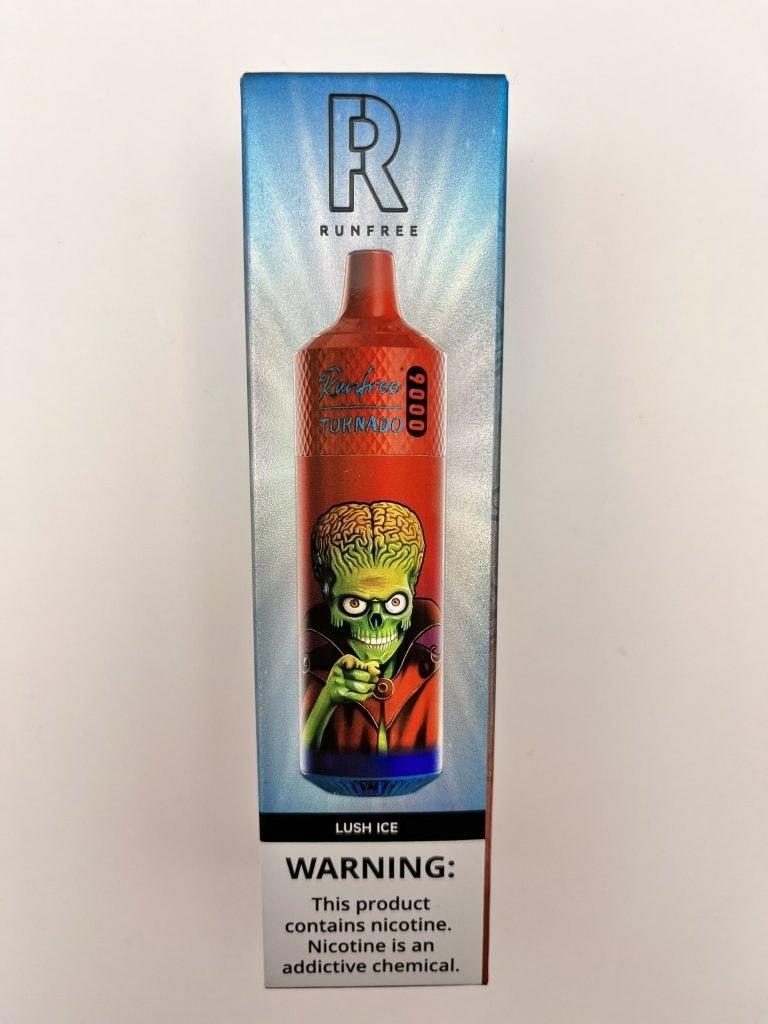 R
RUNFREE
Runfree
TORNADO
9000
LUSH ICE
WARNING:
This product
contains nicotine.
Nicotine is an
addictive chemical.